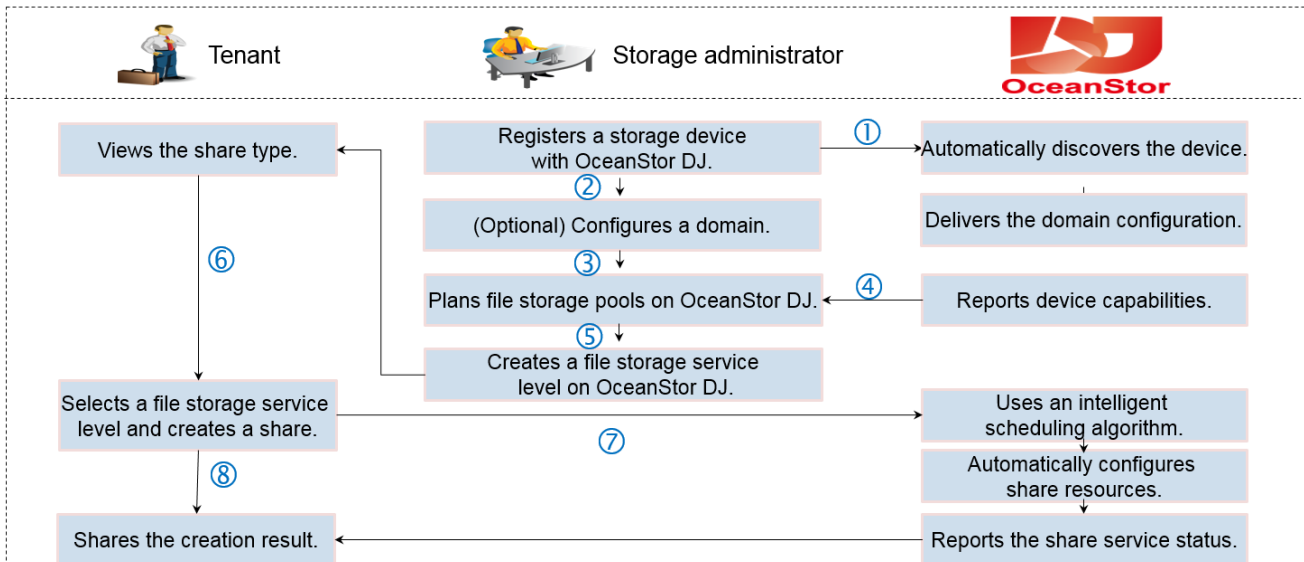 Tenant
Storage administrator
OceanStor
Views the share type.
Registers a storage device
with OceanStor DJ.
①
Automatically discovers the device.
②
(Optional) Configures a domain.
Delivers the domain configuration.
⑥
③
Plans file storage pools on OceanStor DJ.
④
Reports device capabilities.
⑤
Creates a file storage service
level on OceanStor DJ.
Selects a file storage service
level and creates a share.
⑦
Uses an intelligent
scheduling algorithm.
⑧
Automatically configures
share resources.
Shares the creation result.
Reports the share service status.